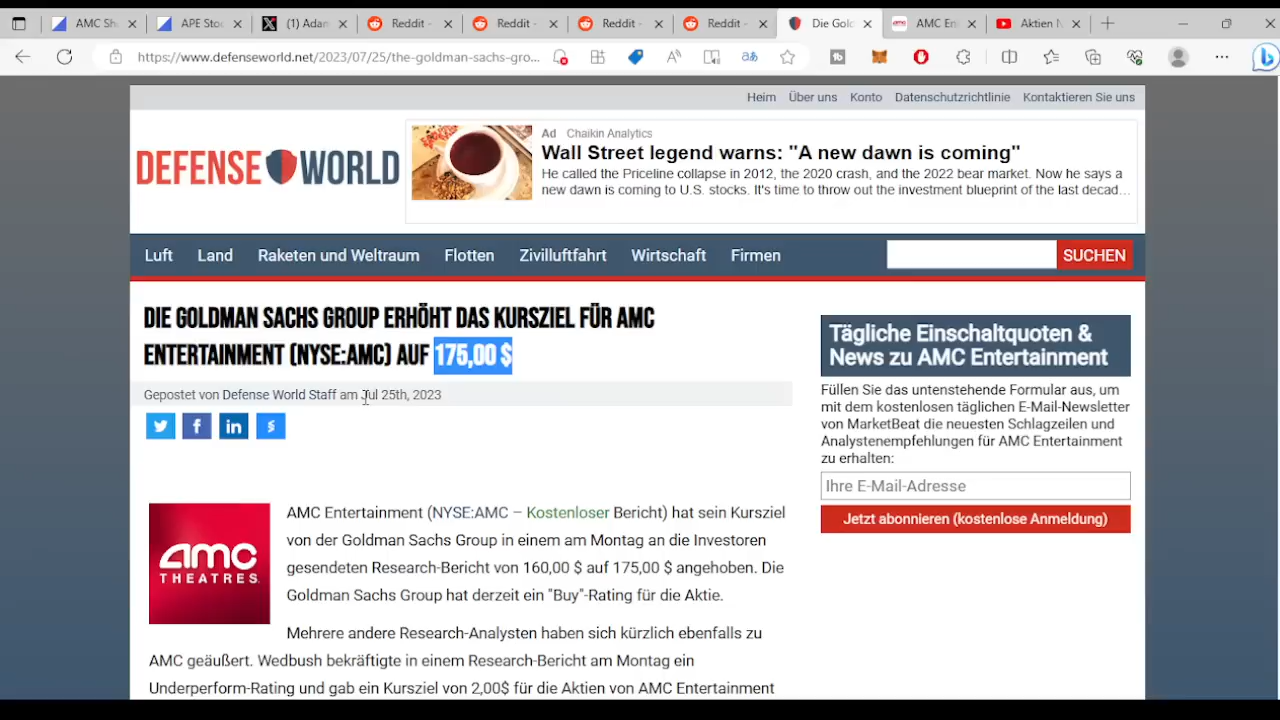 AMC Sh
APE Stoc
(1) Adam
Reddit -
Reddit -
Reddit -
Reddit -
Die Gol
AMC En
Aktien N
https://www.defenseworld.net/2023/07/25/the-goldman-sachs-gro...
Heim Über uns Konto Datenschutzrichtlinie Kontaktieren Sie uns
DEFENSE WORLD
Ad Chaikin Analytics
Wall Street legend warns: "A new dawn is coming"
He called the Priceline collapse in 2012, the 2020 crash, and the 2022 bear market. Now he says a
new dawn is coming to U.S. stocks. It's time to throw out the investment blueprint of the last decad...
Luft Land Raketen und Weltraum Flotten Zivilluftfahrt Wirtschaft Firmen
SUCHEN
DIE GOLDMAN SACHS GROUP ERHÖHT DAS KURSZIEL FÜR AMC
ENTERTAINMENT (NYSE:AMC) AUF 175,00 $
Gepostet von Defense World Staff am Jul 25th, 2023
amc
THEATRES
AMC Entertainment (NYSE:AMC – Kostenloser Bericht) hat sein Kursziel
von der Goldman Sachs Group in einem am Montag an die Investoren
gesendeten Research-Bericht von 160,00 $ auf 175,00 $ angehoben. Die
Goldman Sachs Group hat derzeit ein "Buy"-Rating für die Aktie.
Mehrere andere Research-Analysten haben sich kürzlich ebenfalls zu
AMC geäußert. Wedbush bekräftigte in einem Research-Bericht am Montag ein
Underperform-Rating und gab ein Kursziel von 2,00$ für die Aktien von AMC Entertainment
Tägliche Einschaltquoten &
News zu AMC Entertainment
Füllen Sie das untenstehende Formular aus, um
mit dem kostenlosen täglichen E-Mail-Newsletter
von MarketBeat die neuesten Schlagzeilen und
Analystenempfehlungen für AMC Entertainment
zu erhalten:
Ihre E-Mail-Adresse
Jetzt abonnieren (kostenlose Anmeldung)